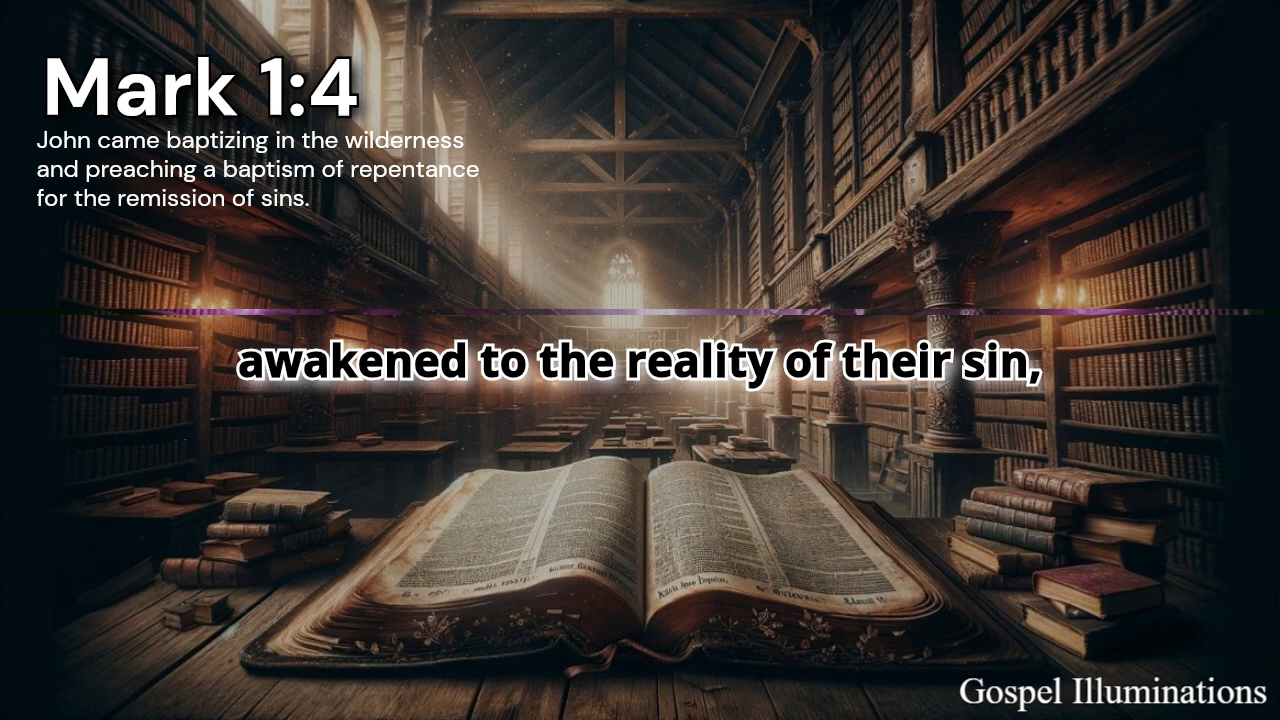 Mark 1:4
John came baptizing in the wilderness
and preaching a baptism of repentance
for the remission of sins.
awakened to the reality of their sin,
Gospel Illuminations